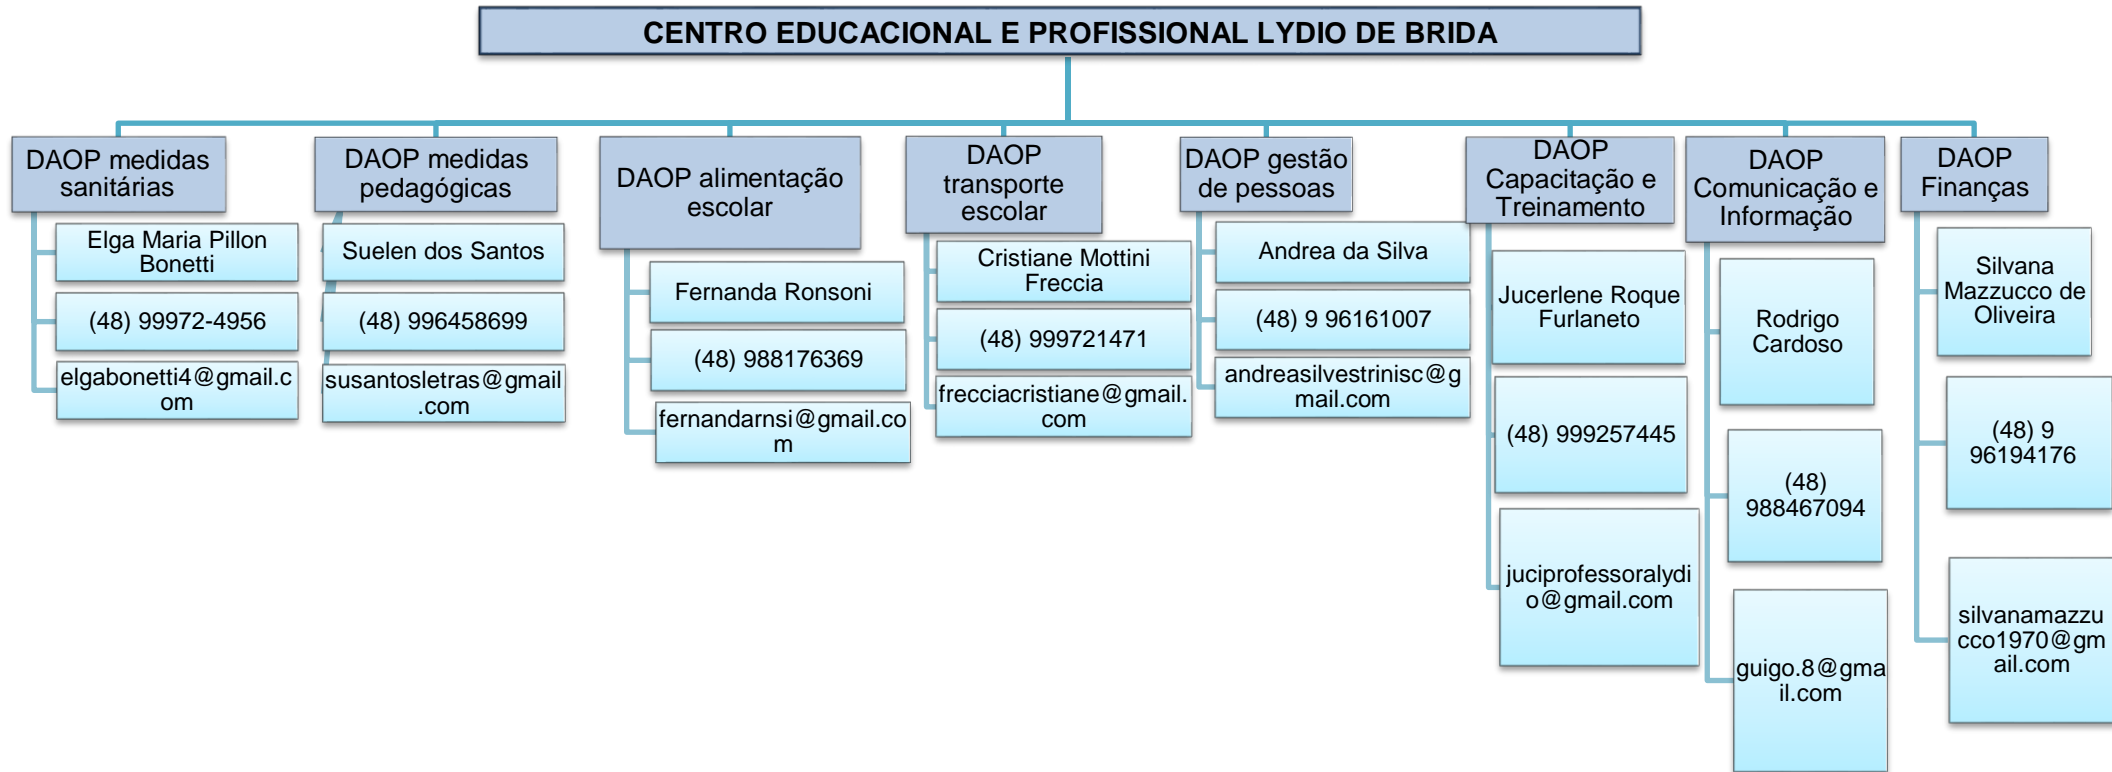 CENTRO EDUCACIONAL E PROFISSIONAL LYDIO DE BRIDA
DAOP medidas
sanitárias
Elga Maria Pillon
Bonetti
(48) 99972-4956
elgabonetti4@gmail.c
om
DAOP medidas
pedagógicas
Suelen dos Santos
(48) 996458699
susantosletras@gmail
.com
DAOP alimentação
escolar
Fernanda Ronsoni
(48) 988176369
fernandarnsi@gmail.co
m
DAOP
transporte
escolar
Cristiane Mottini
Freccia
(48) 999721471
frecciacristiane@gmail.
com
DAOP gestão
de pessoas
Andrea da Silva
(48) 9 96161007
andreasilvestrinisc@g
mail.com
DAOP
Capacitação e
Treinamento
Jucerlene Roque
Furlaneto
(48) 999257445
juciprofessoralydi
o@gmail.com
DAOP
Comunicação e
Informação
Rodrigo
Cardoso
(48)
988467094
guigo.8@gma
il.com
DAOP
Finanças
Silvana
Mazzucco de
Oliveira
(48) 9
96194176
silvanamazzu
cco1970@gm
ail.com